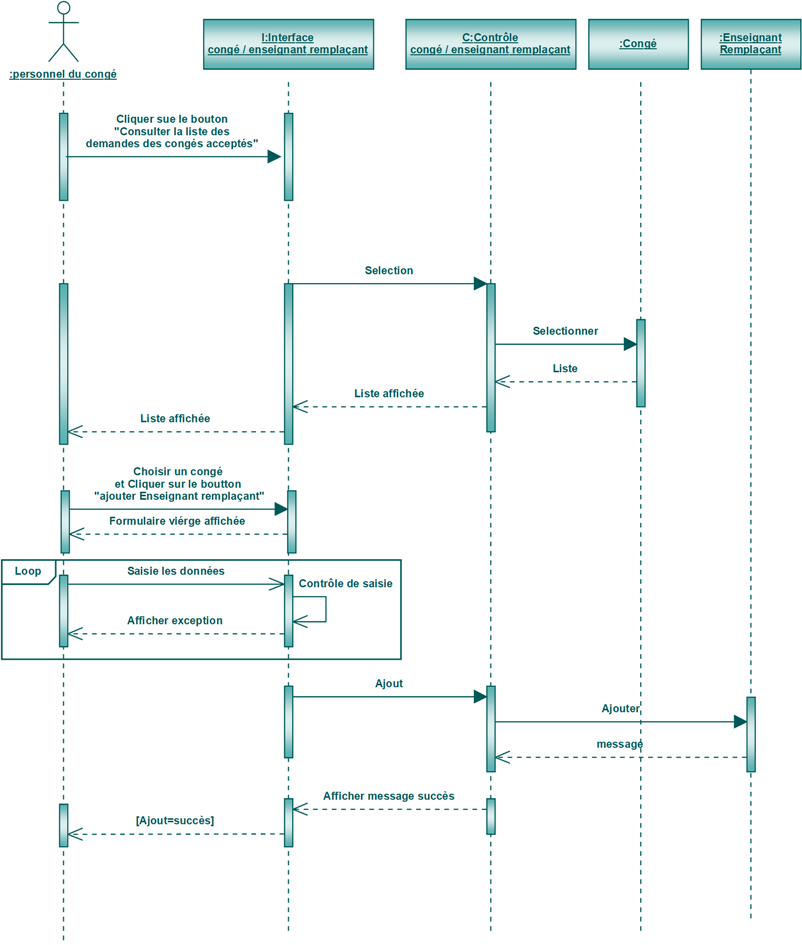 :personnel du congé
I:Interface
congé / enseignant remplaçant
C:Contrôle
congé / enseignant remplaçant
:Congé
:Enseignant
Remplaçant
Cliquer sue le bouton
"Consulter la liste des
demandes des congés acceptés"
Selection
Selectionner
Liste
Liste affichée
Liste affichée
Choisir un congé
et Cliquer sur le boutton
"ajouter Enseignant remplaçant"
Formulaire viérge affichée
Loop
Saisie les données
Contrôle de saisie
Afficher exception
Ajout
Ajouter
message
Afficher message succès
[Ajout=succès]